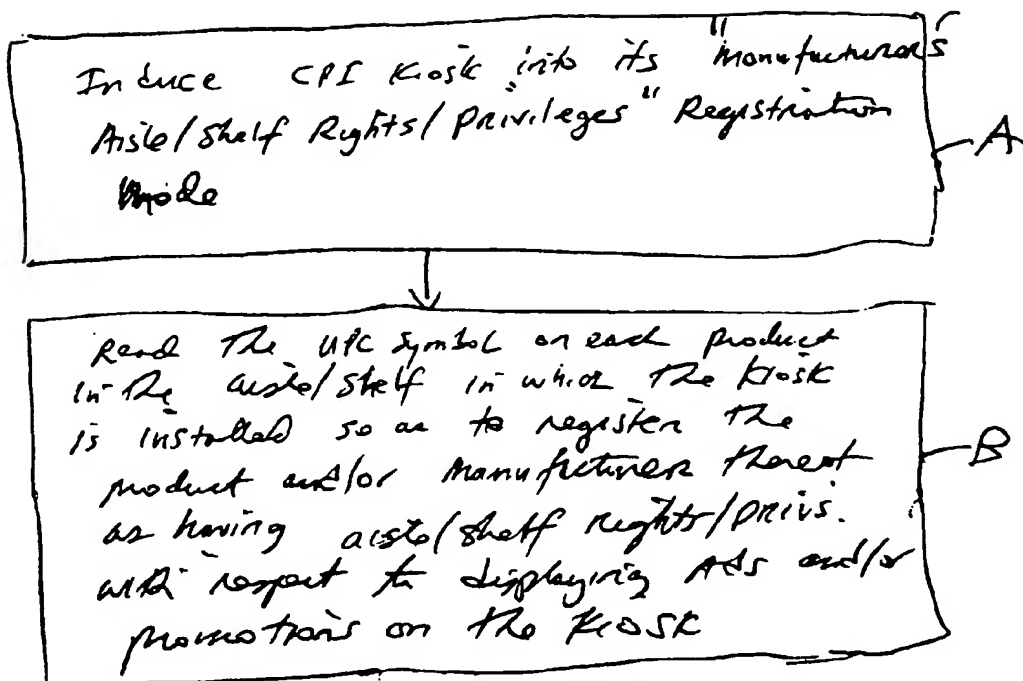 Induce CPI Kiosk into its "Manufacturer's
Aisle/Shelf Rights/Privileges" Registration
Mode
A
Read the UPC symbol on each product
in the aisle/shelf in which the Kiosk
is installed so as to register the
product and/or manufacturer thereof
as having aisle/shelf rights/privs.
with respect to displaying Ads and/or
promotions on the Kiosk
B